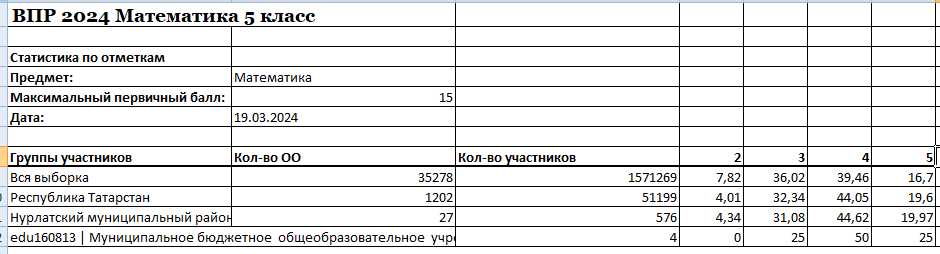 ВПР 2024 Математика 5 класс
Статистика по отметкам
Предмет: Математика
Максимальный первичный балл: 15
Дата: 19.03.2024
Группы участников Кол-во ОО Кол-во участников 2 3 4 5
Вся выборка 35278 1571269 7,82 36,02 39,46 16,7
Республика Татарстан 1202 51199 4,01 32,34 44,05 19,6
Нурлатский муниципальный район 27 576 4,34 31,08 44,62 19,97
edu160813 | Муниципальное бюджетное общеобразовательное учре 4 0 25 50 25